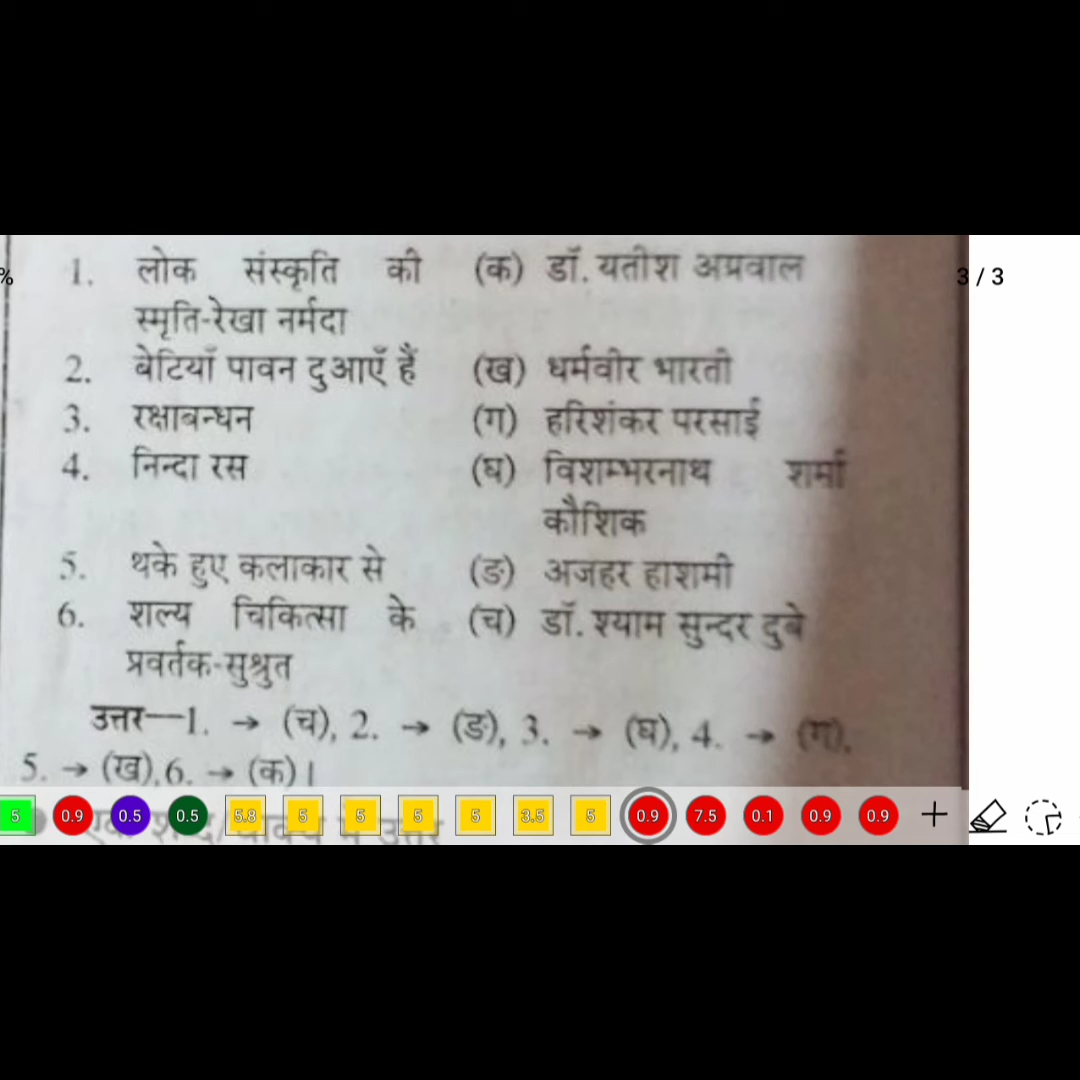 1. लोक संस्कृति की (क) डॉ. यतीश अग्रवाल
3 / 3
%
स्मृति-रेखा नर्मदा
2. बेटियाँ पावन दुआएँ हैं (ख) धर्मवीर भारती
3. रक्षाबन्धन (ग) हरिशंकर परसाई
4. निन्दा रस (घ) विशम्भरनाथ शर्मा
कौशिक
5. थके हुए कलाकार से (ङ) अजहर हाशमी
6. शल्य चिकित्सा के (च) डॉ. श्याम सुन्दर दुबे
प्रवर्तक-सुश्रुत
उत्तर—1. → (च), 2. → (ङ), 3. → (घ), 4. → (ग),
5. → (ख), 6. → (क)।
5 0.9 0.5 0.5 5.8 5 5 5 5 3.5 5 0.9 7.5 0.1 0.9 0.9 +